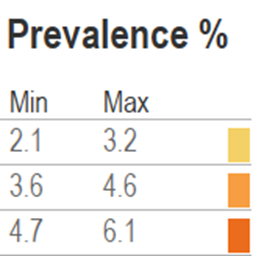 Prevalence %
Min Max
2.1 3.2
3.6 4.6
4.7 6.1